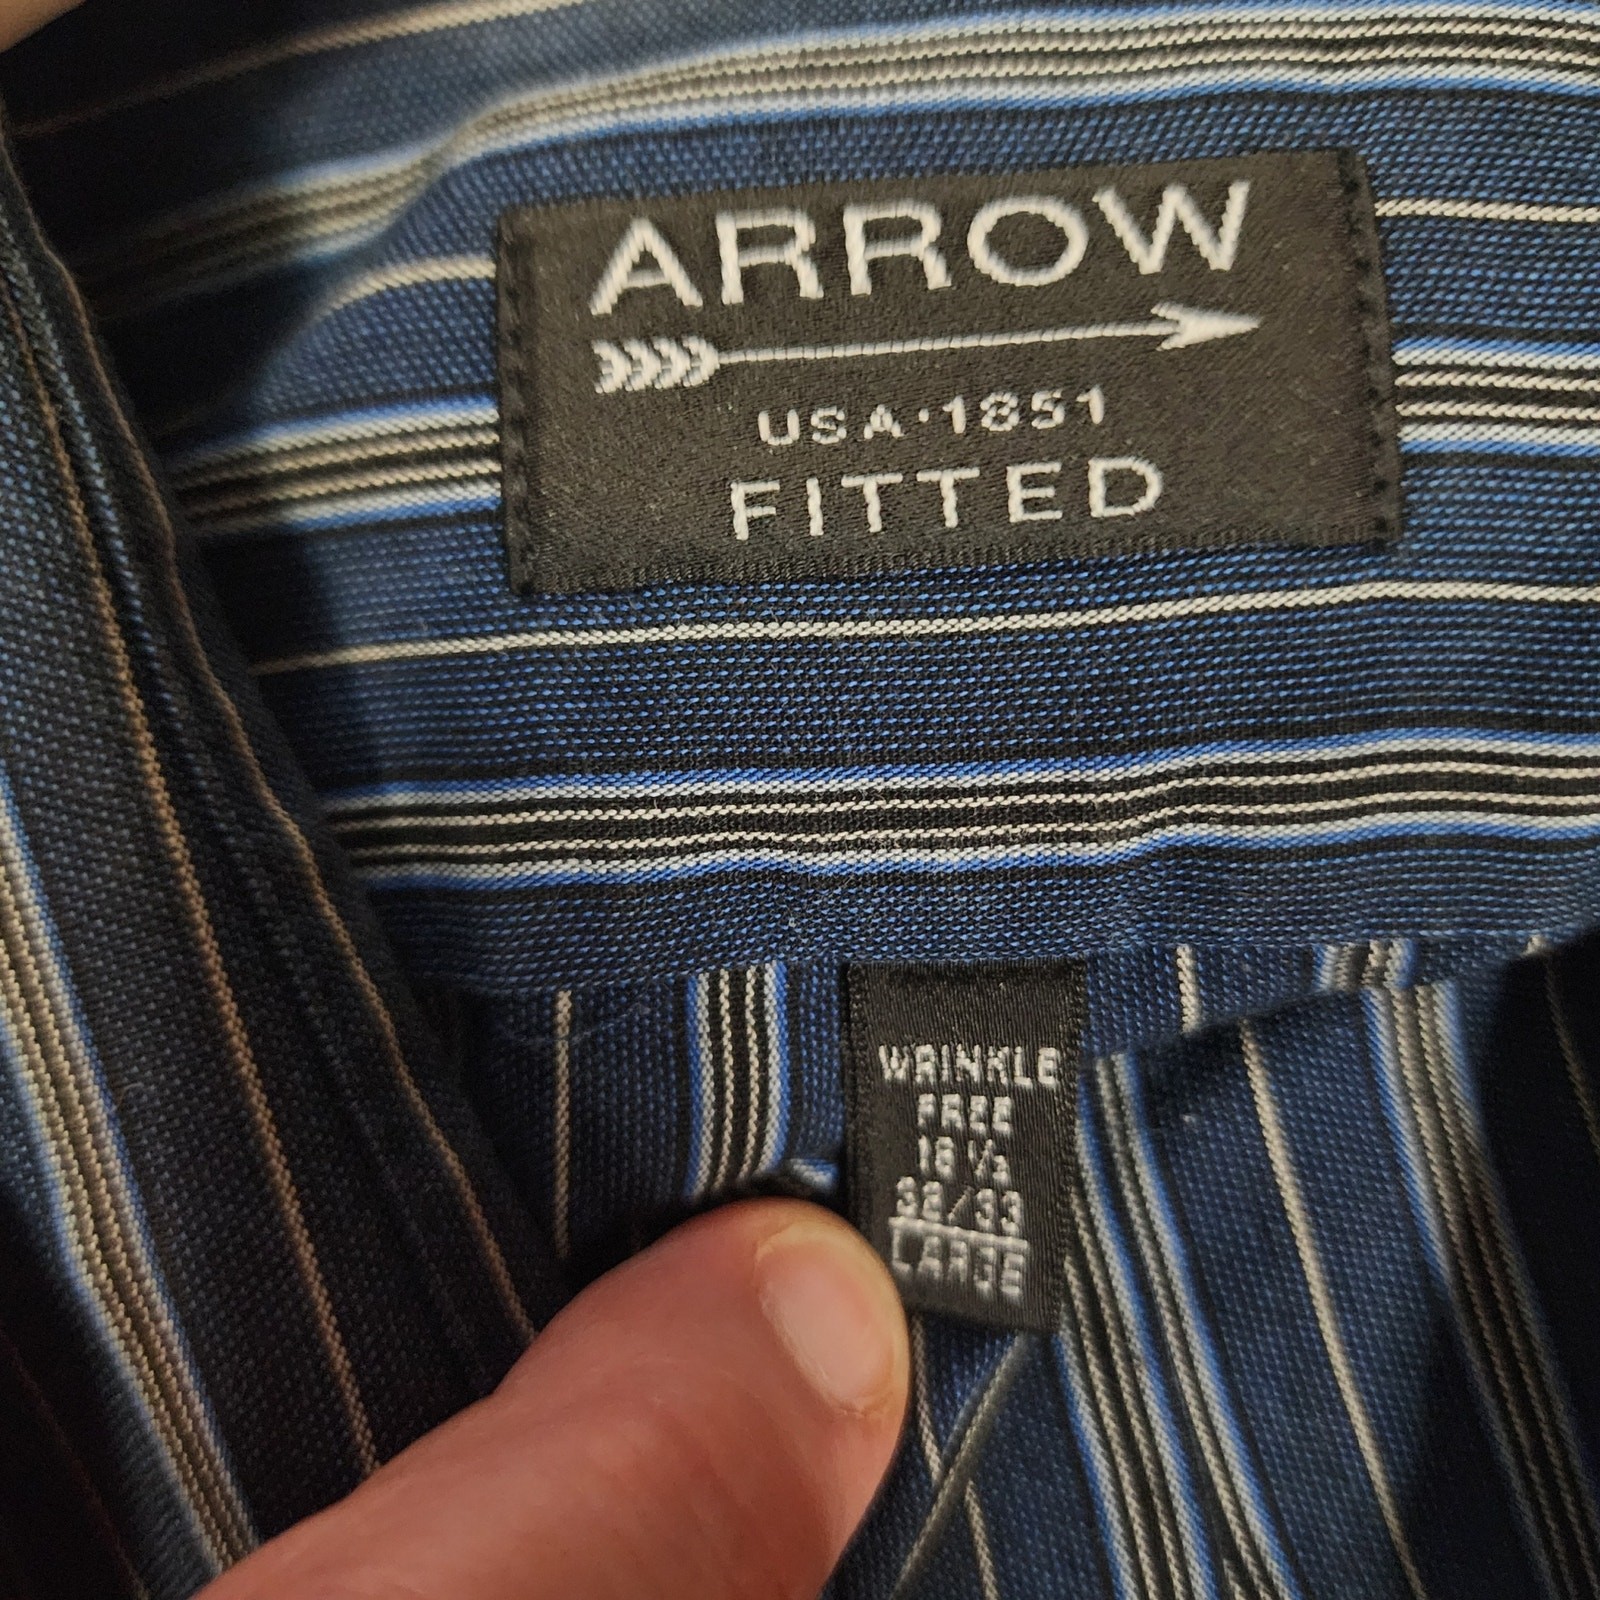 ARROW
USA·1851
FITTED
WRINKLE
FREE
16 ½
32/33
LARGE